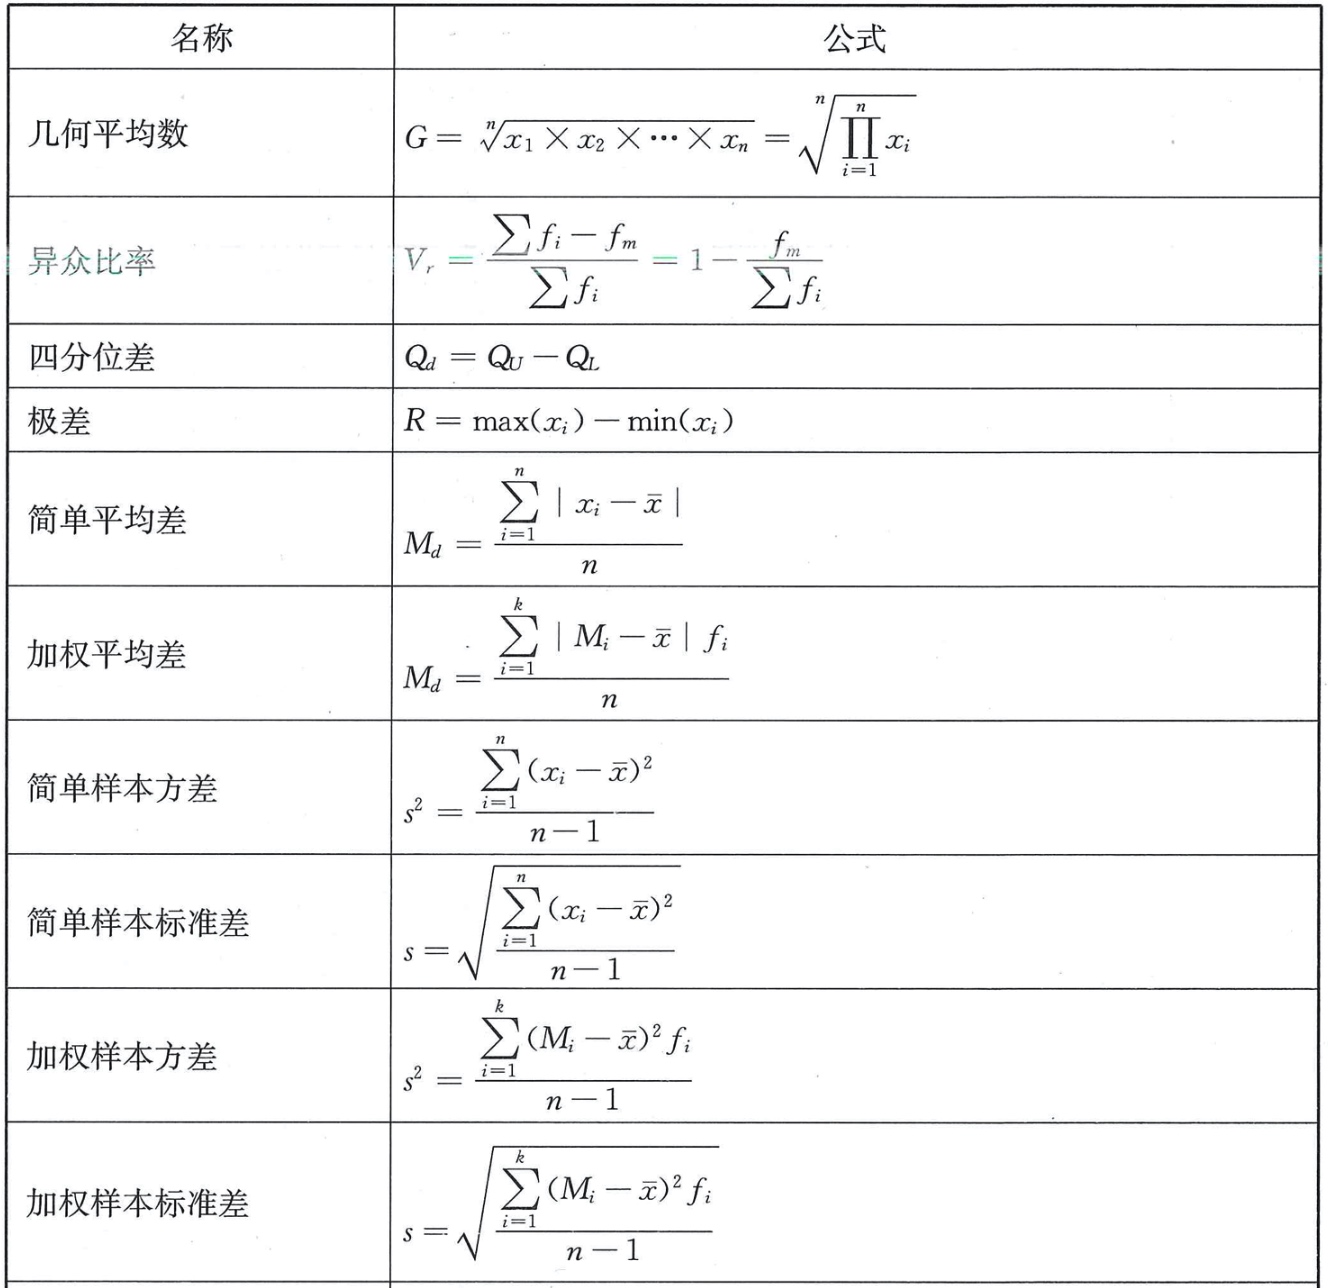 名称 公式
几何平均数 $G = \sqrt[n]{x_1 \times x_2 \times \cdots \times x_n} = \sqrt[n]{\prod_{i=1}^{n} x_i}$
异众比率 $V_r = \frac{\sum f_i - f_m}{\sum f_i} = 1 - \frac{f_m}{\sum f_i}$
四分位差 $Q_d = Q_U - Q_L$
极差 $R = \max(x_i) - \min(x_i)$
简单平均差 $M_d = \frac{\sum_{i=1}^{n} | x_i - \bar{x} |}{n}$
加权平均差 $M_d = \frac{\sum_{i=1}^{k} | M_i - \bar{x} | f_i}{n}$
简单样本方差 $s^2 = \frac{\sum_{i=1}^{n} (x_i - \bar{x})^2}{n-1}$
简单样本标准差 $s = \sqrt{\frac{\sum_{i=1}^{n} (x_i - \bar{x})^2}{n-1}}$
加权样本方差 $s^2 = \frac{\sum_{i=1}^{k} (M_i - \bar{x})^2 f_i}{n-1}$
加权样本标准差 $s = \sqrt{\frac{\sum_{i=1}^{k} (M_i - \bar{x})^2 f_i}{n-1}}$